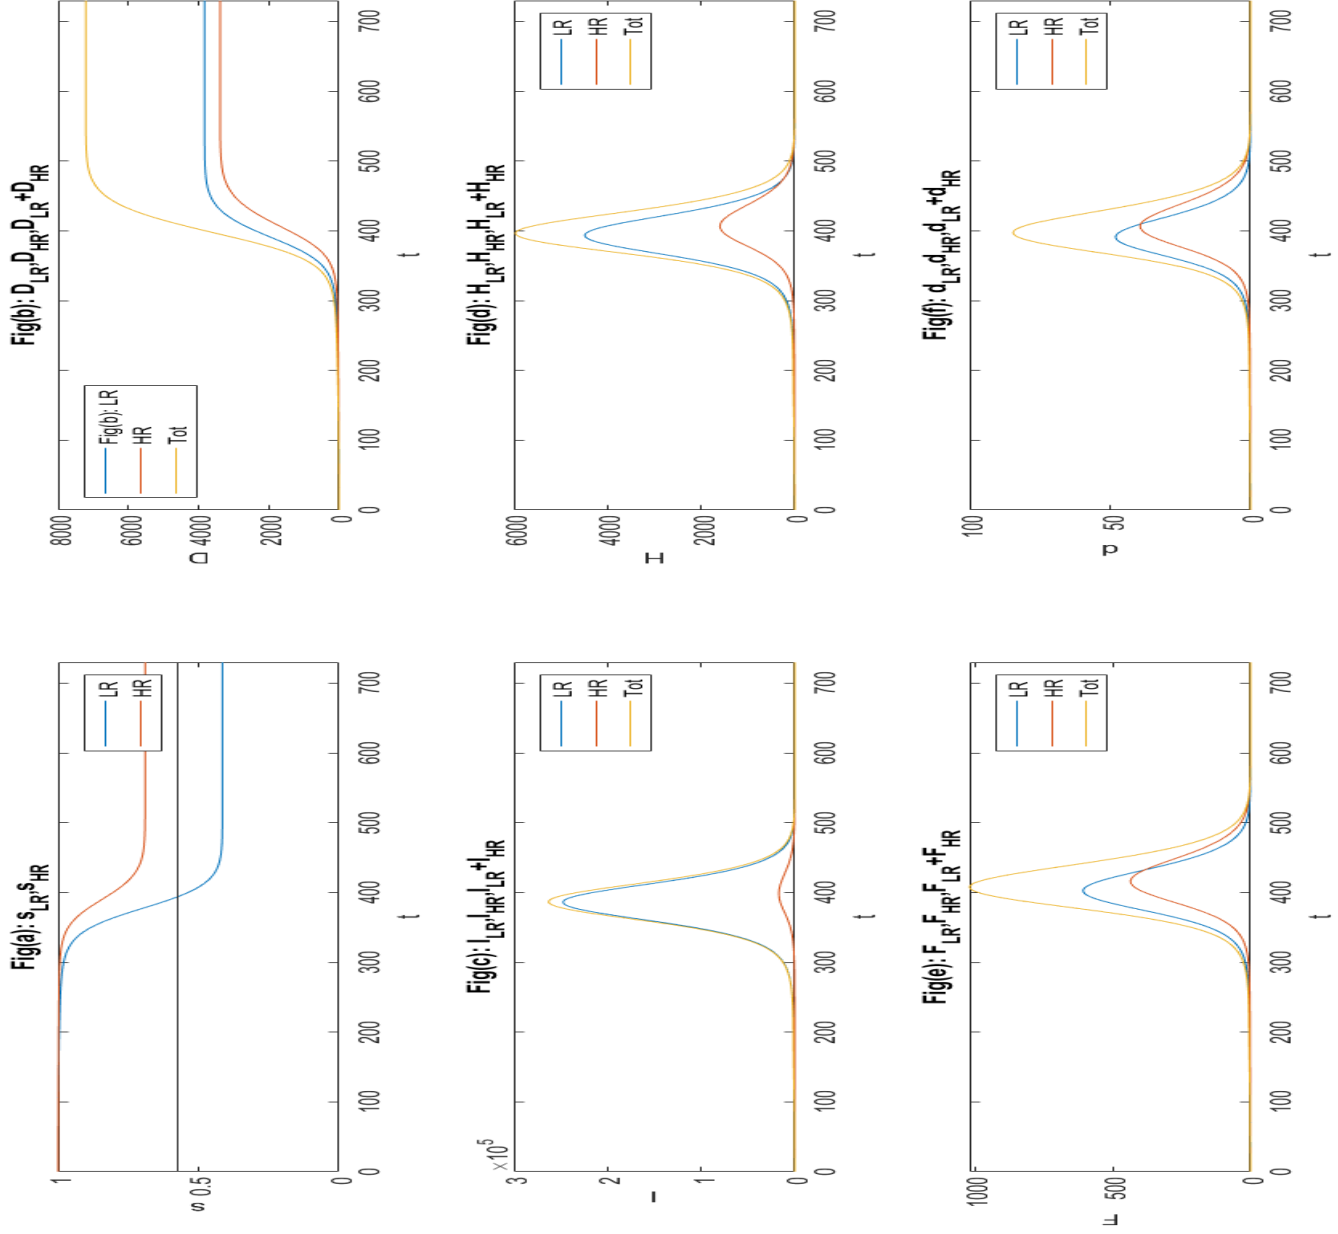 Fig(a): s_LR,s_HR
1
0.5
0
s
0 100 200 300 400 500 600 700
t
LR
HR
Fig(b): D_LR,D_HR,D_LR+D_HR
8000
6000
4000
2000
0
D
0 100 200 300 400 500 600 700
t
Fig(b): LR
HR
Tot
Fig(c): I_LR,I_HR,I_LR+I_HR
×10^5
3
2
1
0
I
0 100 200 300 400 500 600 700
t
LR
HR
Tot
Fig(d): H_LR,H_HR,H_LR+H_HR
6000
4000
2000
0
H
0 100 200 300 400 500 600 700
t
LR
HR
Tot
Fig(e): F_LR,F_HR,F_LR+F_HR
1000
500
0
F
0 100 200 300 400 500 600 700
t
LR
HR
Tot
Fig(f): d_LR,d_HR,d_LR+d_HR
100
50
0
d
0 100 200 300 400 500 600 700
t
LR
HR
Tot